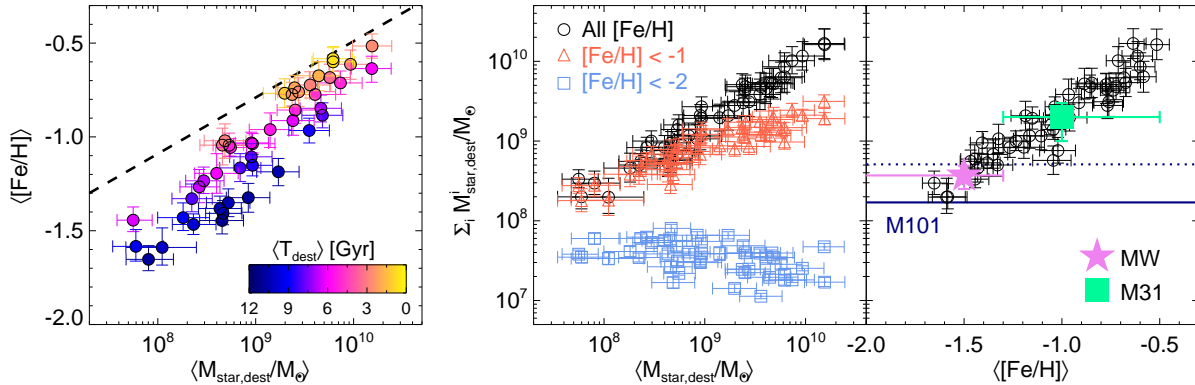 -0.5
-1.0
-1.5
-2.0
⟨[Fe/H]⟩
⟨T_dest⟩ [Gyr]
12 9 6 3 0
10^8 10^9 10^10
⟨M_star,dest/M_⊙⟩
10^10
10^9
10^8
10^7
Σ_i M^i_star,dest/M_⊙
All [Fe/H]
[Fe/H] < -1
[Fe/H] < -2
10^8 10^9 10^10
⟨M_star,dest/M_⊙⟩
M101
MW
M31
-2.0 -1.5 -1.0 -0.5
⟨[Fe/H]⟩